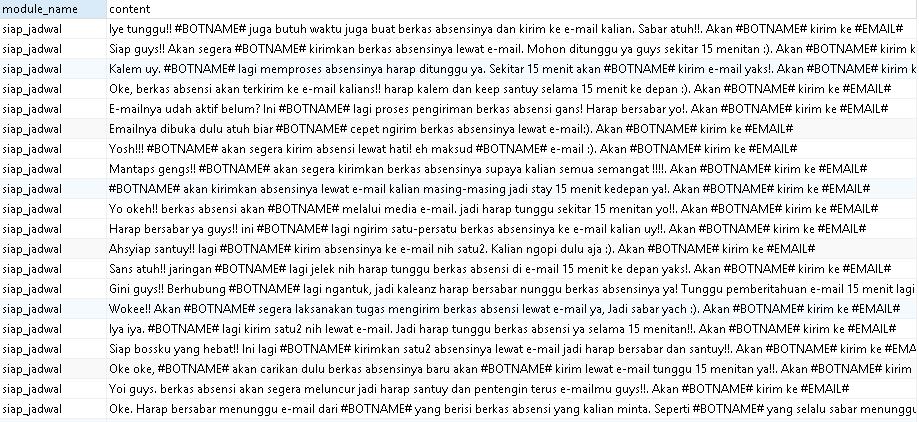 module_name content
siap_jadwal Iye tunggu!! #BOTNAME# juga butuh waktu juga buat berkas absensinya dan kirim ke e-mail kalian. Sabar atuh!!. Akan #BOTNAME# kirim ke #EMAIL#
siap_jadwal Siap guys!! Akan segera #BOTNAME# kirimkan berkas absensinya lewat e-mail. Mohon ditunggu ya guys sekitar 15 menitan :). Akan #BOTNAME# kirim k
siap_jadwal Kalem uy. #BOTNAME# lagi memproses absensinya harap ditunggu ya. Sekitar 15 menit akan #BOTNAME# kirim e-mail yaks!. Akan #BOTNAME# kirim k
siap_jadwal Oke, berkas absensi akan terkirim ke e-mail kalians!! harap kalem dan keep santuy selama 15 menit ke depan :). Akan #BOTNAME# kirim ke #EMAIL#
siap_jadwal E-mailnya udah aktif belum? Ini #BOTNAME# lagi proses pengiriman berkas absensi gans! Harap bersabar yo!. Akan #BOTNAME# kirim ke #EMAIL#
siap_jadwal Emailnya dibuka dulu atuh biar #BOTNAME# cepet ngirim berkas absensinya lewat e-mail:). Akan #BOTNAME# kirim ke #EMAIL#
siap_jadwal Yosh!!! #BOTNAME# akan segera kirim absensi lewat hati! eh maksud #BOTNAME# e-mail :). Akan #BOTNAME# kirim ke #EMAIL#
siap_jadwal Mantaps gengs!! #BOTNAME# akan segera kirimkan berkas absensinya supaya kalian semua semangat !!!!. Akan #BOTNAME# kirim ke #EMAIL#
siap_jadwal #BOTNAME# akan kirimkan absensinya lewat e-mail kalian masing-masing jadi stay 15 menit kedepan ya!. Akan #BOTNAME# kirim ke #EMAIL#
siap_jadwal Yo okeh!! berkas absensi akan #BOTNAME# melalui media e-mail. jadi harap tunggu sekitar 15 menitan yo!!. Akan #BOTNAME# kirim ke #EMAIL#
siap_jadwal Harap bersabar ya guys!! ini #BOTNAME# lagi ngirim satu-persatu berkas absensinya ke e-mail kalian uy!!. Akan #BOTNAME# kirim ke #EMAIL#
siap_jadwal Ahsyiap santuy!! lagi #BOTNAME# kirim absensinya ke e-mail nih satu2. Kalian ngopi dulu aja :). Akan #BOTNAME# kirim ke #EMAIL#
siap_jadwal Sans atuh!! jaringan #BOTNAME# lagi jelek nih harap tunggu berkas absensi di e-mail 15 menit ke depan yaks!. Akan #BOTNAME# kirim ke #EMAIL#
siap_jadwal Gini guys!! Berhubung #BOTNAME# lagi ngantuk, jadi kaleanz harap bersabar nunggu berkas absensinya ya! Tunggu pemberitahuan e-mail 15 menit lagi
siap_jadwal Wokee!! Akan #BOTNAME# segera laksanakan tugas mengirim berkas absensi lewat e-mail ya, Jadi sabar yach :). Akan #BOTNAME# kirim ke #EMAIL#
siap_jadwal Iya iya. #BOTNAME# lagi kirim satu2 nih lewat e-mail. Jadi harap tunggu berkas absensi ya selama 15 menitan!!. Akan #BOTNAME# kirim ke #EMAIL#
siap_jadwal Siap bossku yang hebat!! Ini lagi #BOTNAME# kirimkan satu2 absensinya lewat e-mail jadi harap bersabar dan santuy!!. Akan #BOTNAME# kirim ke #EMA
siap_jadwal Oke oke, #BOTNAME# akan carikan dulu berkas absensinya baru akan #BOTNAME# kirim lewat e-mail tunggu 15 menitan ya!!. Akan #BOTNAME# kirim
siap_jadwal Yoi guys. berkas absensi akan segera meluncur jadi harap santuy dan pentengin terus e-mailmu guys!!. Akan #BOTNAME# kirim ke #EMAIL#
siap_jadwal Oke. Harap bersabar menunggu e-mail dari #BOTNAME# yang berisi berkas absensi yang kalian minta. Seperti #BOTNAME# yang selalu sabar menunggu